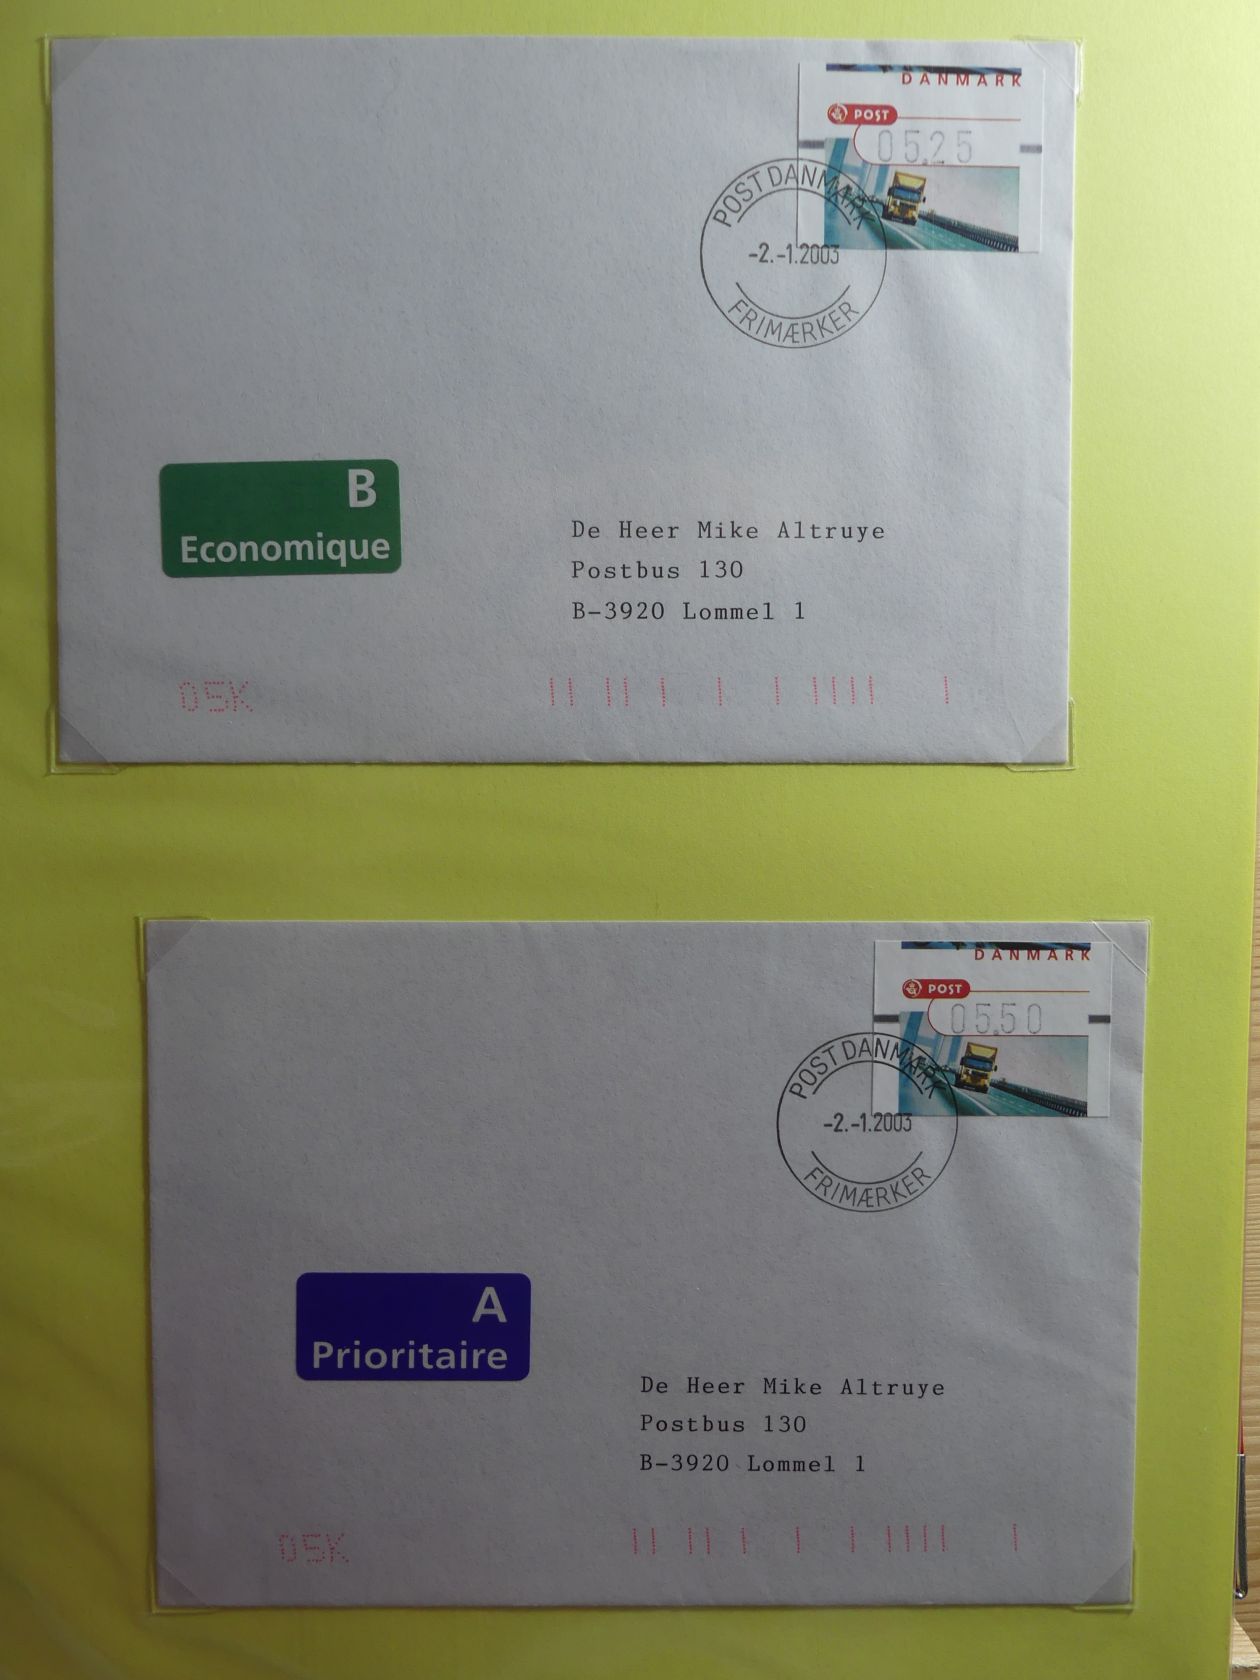 DANMARK
POST
05.25
POST DANMARK
-2.-1.2003
FRIMÆRKER
B
Economique
De Heer Mike Altruye
Postbus 130
B-3920 Lommel 1
05K
DANMARK
POST
05.50
POST DANMARK
-2.-1.2003
FRIMÆRKER
A
Prioritaire
De Heer Mike Altruye
Postbus 130
B-3920 Lommel 1
05K